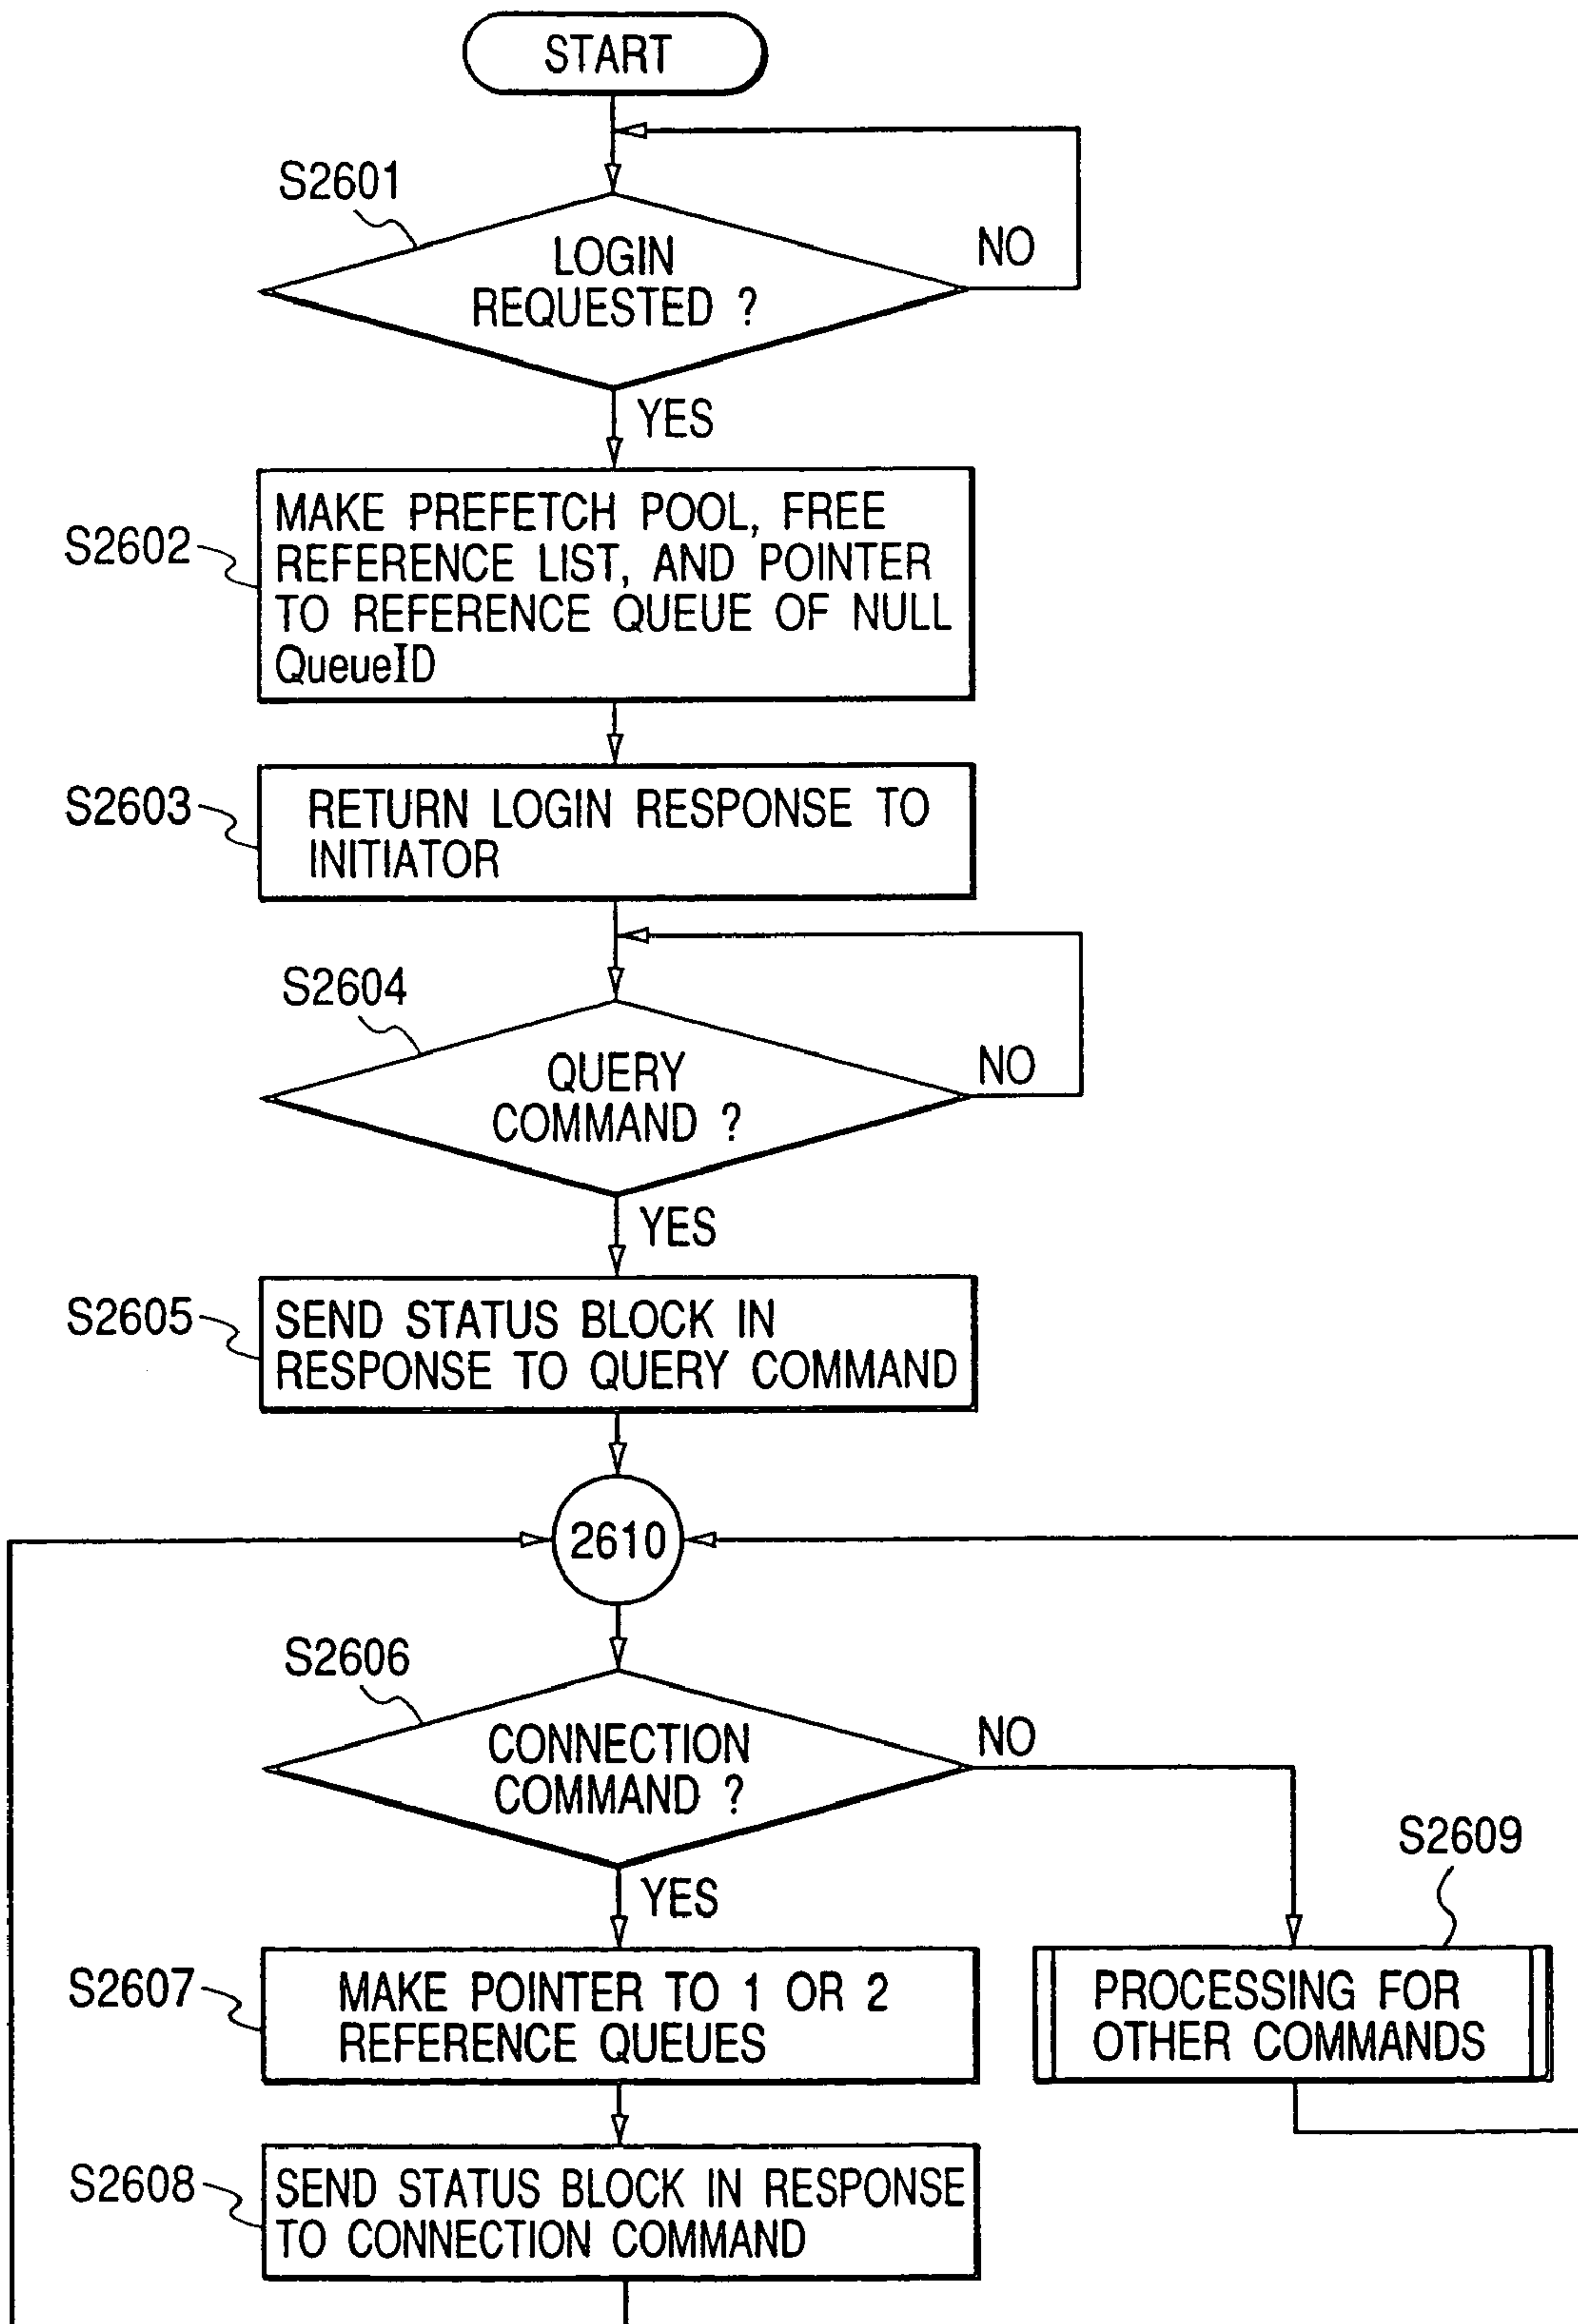 START
S2601
LOGIN
REQUESTED ?
NO
YES
S2602
MAKE PREFETCH POOL, FREE
REFERENCE LIST, AND POINTER
TO REFERENCE QUEUE OF NULL
QueueID
S2603
RETURN LOGIN RESPONSE TO
INITIATOR
S2604
QUERY
COMMAND ?
NO
YES
S2605
SEND STATUS BLOCK IN
RESPONSE TO QUERY COMMAND
2610
S2606
CONNECTION
COMMAND ?
NO
YES
S2609
PROCESSING FOR
OTHER COMMANDS
S2607
MAKE POINTER TO 1 OR 2
REFERENCE QUEUES
S2608
SEND STATUS BLOCK IN RESPONSE
TO CONNECTION COMMAND